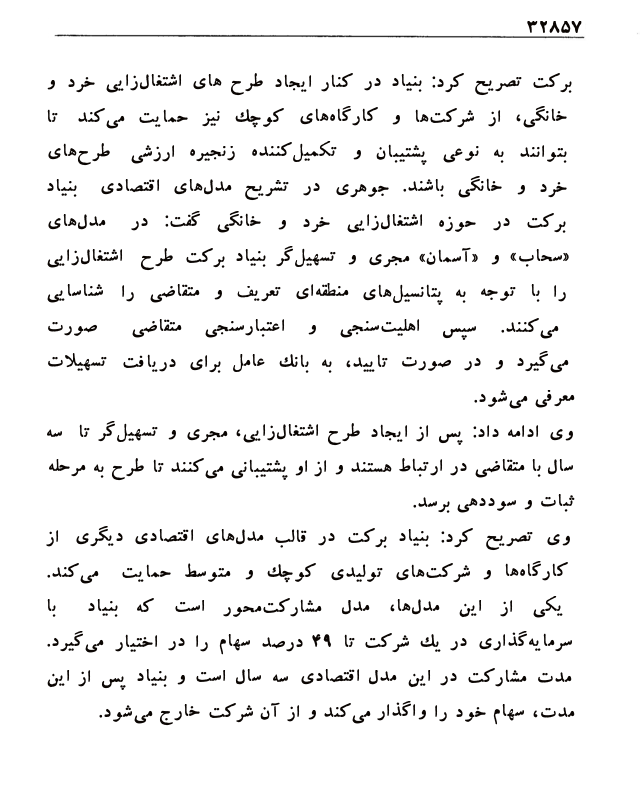 ۳۲۸۵۷
برکت تصریح کرد: بنیاد در کنار ایجاد طرح های اشتغال‌زایی خرد و
خانگی، از شرکت‌ها و کارگاه‌های کوچك نیز حمایت می‌کند تا
بتوانند به نوعی پشتیبان و تکمیل‌کننده زنجیره ارزشی طرح‌های
خرد و خانگی باشند. جوهری در تشریح مدل‌های اقتصادی بنیاد
برکت در حوزه اشتغال‌زایی خرد و خانگی گفت: در مدل‌های
«سحاب» و «آسمان» مجری و تسهیل‌گر بنیاد برکت طرح اشتغال‌زایی
را با توجه به پتانسیل‌های منطقه‌ای تعریف و متقاضی را شناسایی
می‌کنند. سپس اهلیت‌سنجی و اعتبارسنجی متقاضی صورت
می‌گیرد و در صورت تایید، به بانك عامل برای دریافت تسهیلات
معرفی می‌شود.
وی ادامه داد: پس از ایجاد طرح اشتغال‌زایی، مجری و تسهیل‌گر تا سه
سال با متقاضی در ارتباط هستند و از او پشتیبانی می‌کنند تا طرح به مرحله
ثبات و سوددهی برسد.
وی تصریح کرد: بنیاد برکت در قالب مدل‌های اقتصادی دیگری از
کارگاه‌ها و شرکت‌های تولیدی کوچك و متوسط حمایت می‌کند.
یکی از این مدل‌ها، مدل مشارکت‌محور است که بنیاد با
سرمایه‌گذاری در یك شرکت تا ۴۹ درصد سهام را در اختیار می‌گیرد.
مدت مشارکت در این مدل اقتصادی سه سال است و بنیاد پس از این
مدت، سهام خود را واگذار می‌کند و از آن شرکت خارج می‌شود.